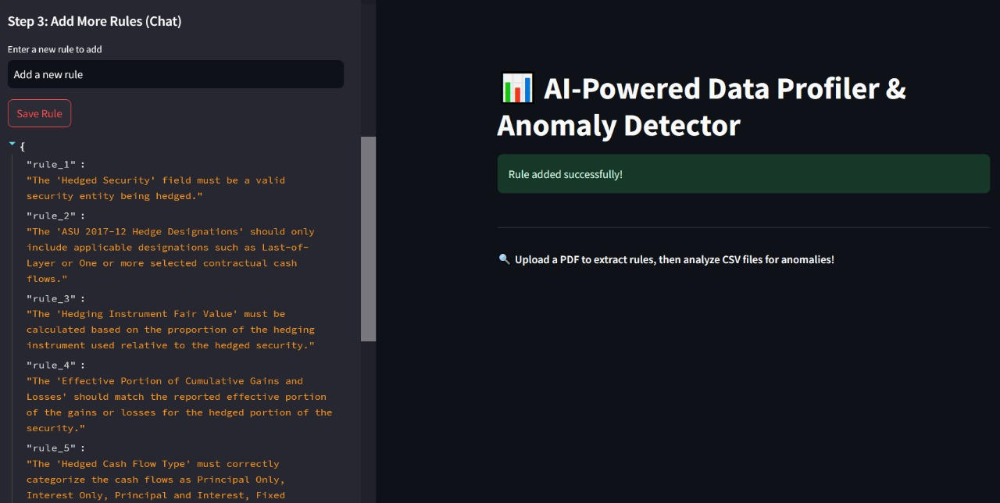 Step 3: Add More Rules (Chat)
Enter a new rule to add
Add a new rule
Save Rule
{
"rule_1" :
"The 'Hedged Security' field must be a valid
security entity being hedged."
"rule_2" :
"The 'ASU 2017-12 Hedge Designations' should only
include applicable designations such as Last-of-
Layer or One or more selected contractual cash
flows."
"rule_3" :
"The 'Hedging Instrument Fair Value' must be
calculated based on the proportion of the hedging
instrument used relative to the hedged security."
"rule_4" :
"The 'Effective Portion of Cumulative Gains and
Losses' should match the reported effective portion
of the gains or losses for the hedged portion of the
security."
"rule_5" :
"The 'Hedged Cash Flow Type' must correctly
categorize the cash flows as Principal Only,
Interest Only, Principal and Interest, Fixed
AI-Powered Data Profiler &
Anomaly Detector
Rule added successfully!
Upload a PDF to extract rules, then analyze CSV files for anomalies!